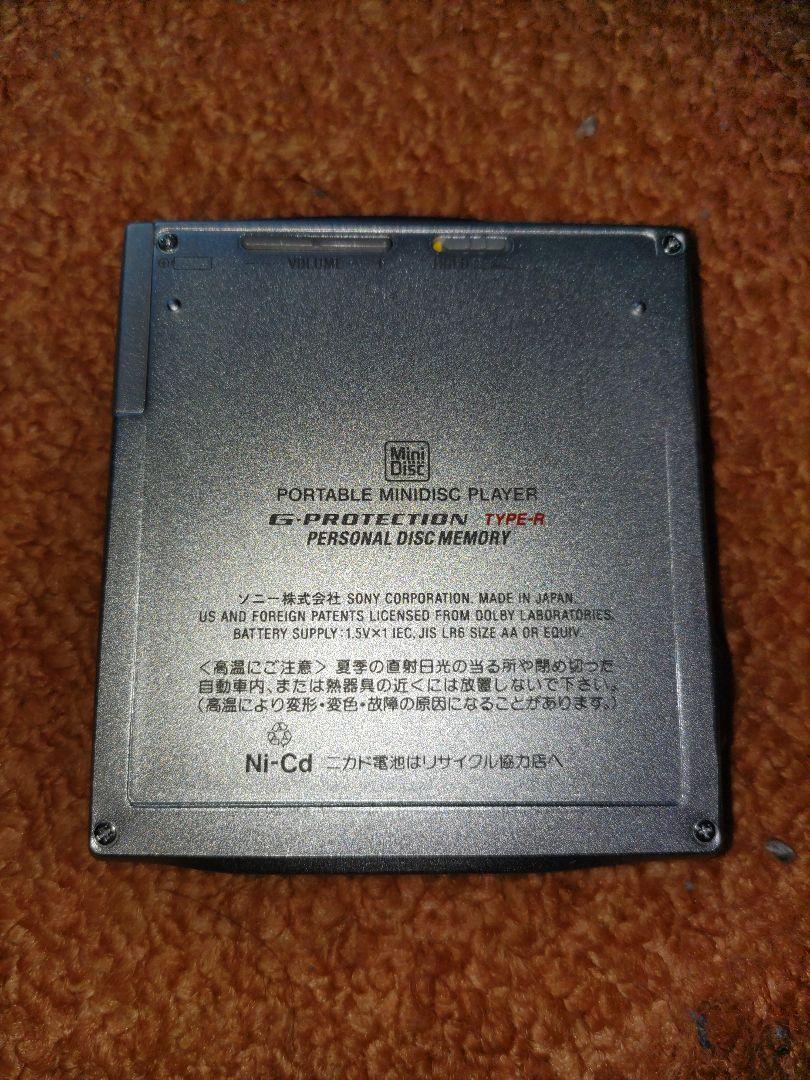 VOLUME +
HOLD
Mini
Disc
PORTABLE MINIDISC PLAYER
G·PROTECTION TYPE-R
PERSONAL DISC MEMORY
ソニー株式会社 SONY CORPORATION. MADE IN JAPAN.
US AND FOREIGN PATENTS LICENSED FROM DOLBY LABORATORIES.
BATTERY SUPPLY:1.5V×1 IEC, JIS LR6 SIZE AA OR EQUIV.
<高温にご注意> 夏季の直射日光の当る所や閉め切った
自動車内、または熱器具の近くには放置しないで下さい。
(高温により変形・変色・故障の原因になることがあります。)
Ni-Cd ニカド電池はリサイクル協力店へ